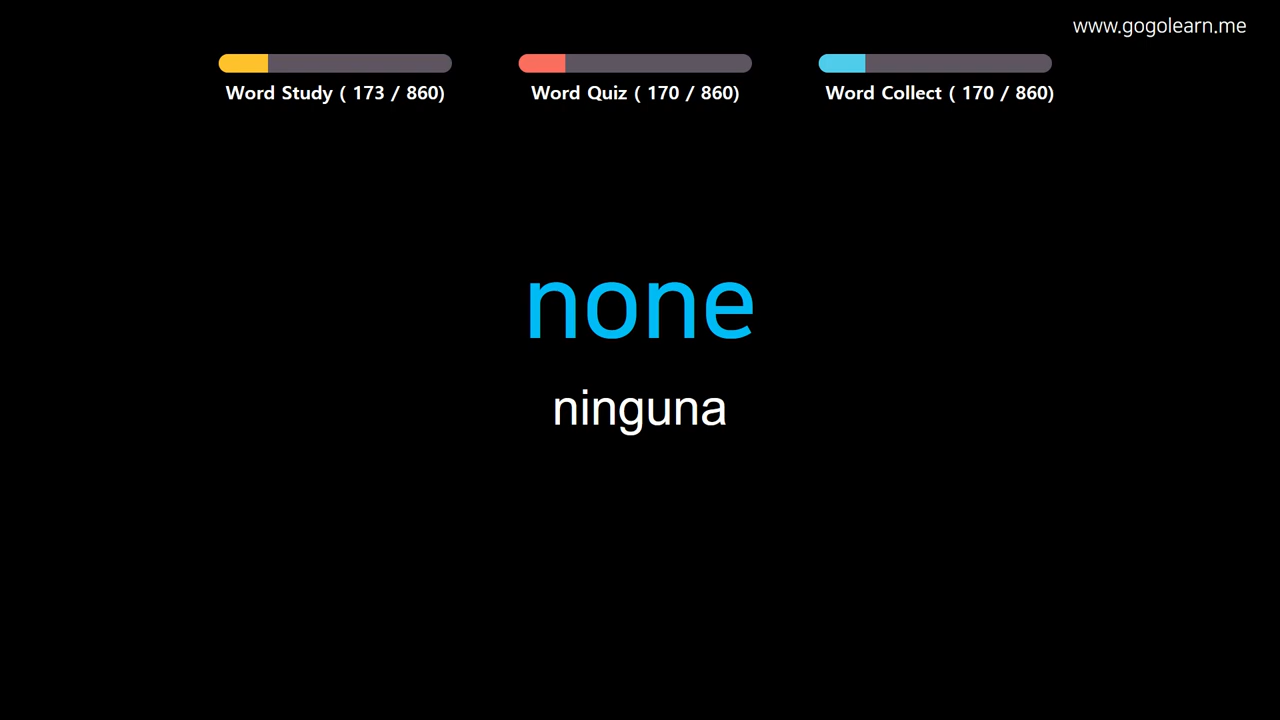 www.gogolearn.me
Word Study ( 173 / 860)
Word Quiz ( 170 / 860)
Word Collect ( 170 / 860)
none
ninguna